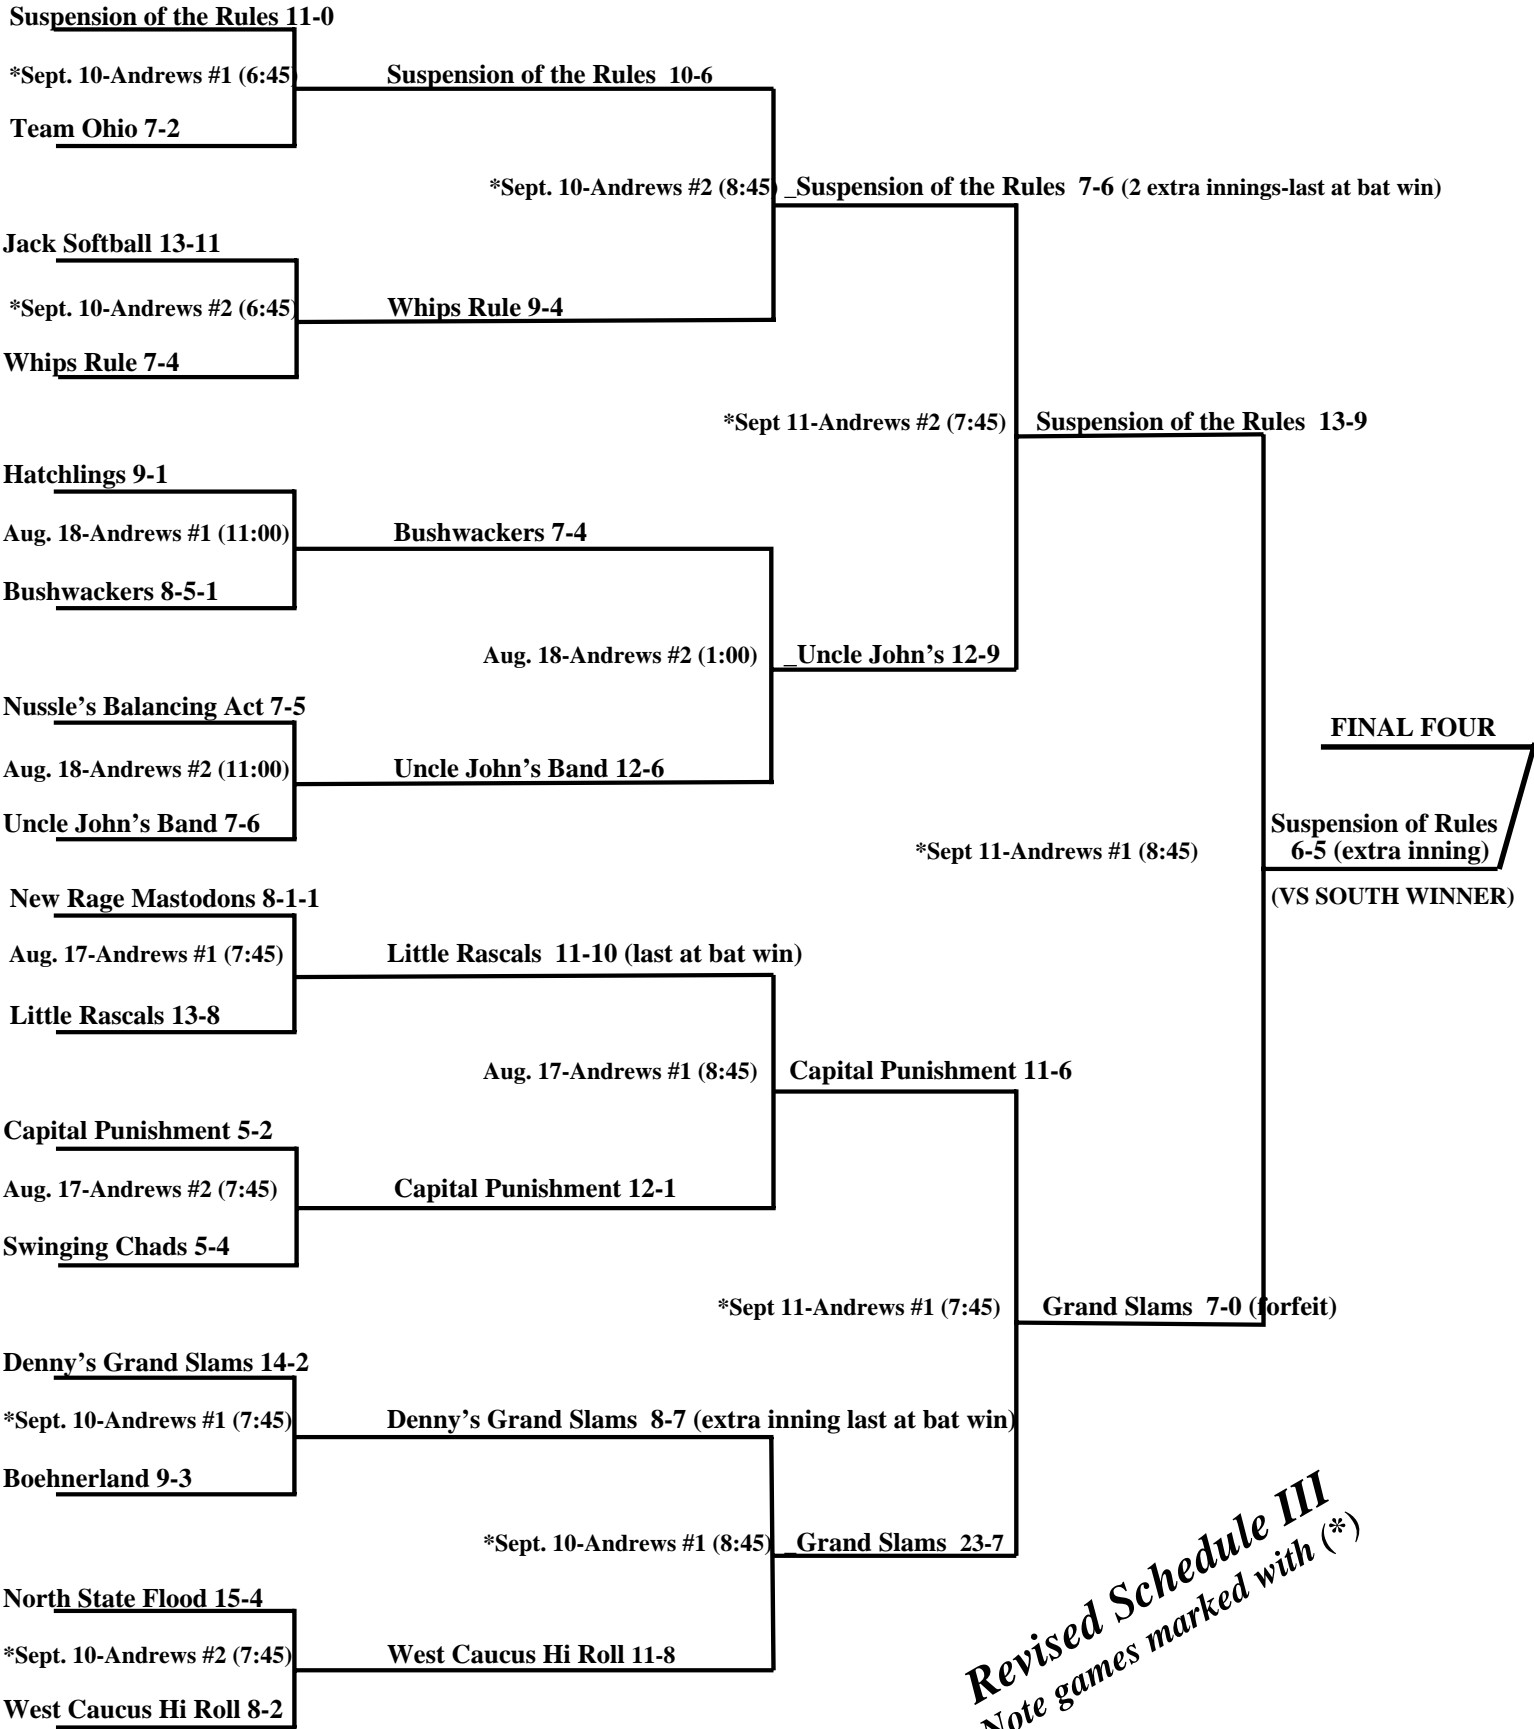 Suspension of the Rules 11-0
*Sept. 10-Andrews #1 (6:45)
Suspension of the Rules 10-6
Team Ohio 7-2
*Sept. 10-Andrews #2 (8:45)
_Suspension of the Rules 7-6 (2 extra innings-last at bat win)
Jack Softball 13-11
*Sept. 10-Andrews #2 (6:45)
Whips Rule 9-4
Whips Rule 7-4
*Sept 11-Andrews #2 (7:45)
Suspension of the Rules 13-9
Hatchlings 9-1
Aug. 18-Andrews #1 (11:00)
Bushwackers 7-4
Bushwackers 8-5-1
Aug. 18-Andrews #2 (1:00)
_Uncle John’s 12-9
Nussle’s Balancing Act 7-5
FINAL FOUR
Aug. 18-Andrews #2 (11:00)
Uncle John’s Band 12-6
Uncle John’s Band 7-6
Suspension of Rules
6-5 (extra inning)
*Sept 11-Andrews #1 (8:45)
(VS SOUTH WINNER)
New Rage Mastodons 8-1-1
Aug. 17-Andrews #1 (7:45)
Little Rascals 11-10 (last at bat win)
Little Rascals 13-8
Aug. 17-Andrews #1 (8:45)
Capital Punishment 11-6
Capital Punishment 5-2
Aug. 17-Andrews #2 (7:45)
Capital Punishment 12-1
Swinging Chads 5-4
*Sept 11-Andrews #1 (7:45)
Grand Slams 7-0 (forfeit)
Denny’s Grand Slams 14-2
*Sept. 10-Andrews #1 (7:45)
Denny’s Grand Slams 8-7 (extra inning last at bat win)
Boehnerland 9-3
*Sept. 10-Andrews #1 (8:45)
_Grand Slams 23-7
North State Flood 15-4
*Sept. 10-Andrews #2 (7:45)
West Caucus Hi Roll 11-8
West Caucus Hi Roll 8-2
Revised Schedule III
Note games marked with (*)